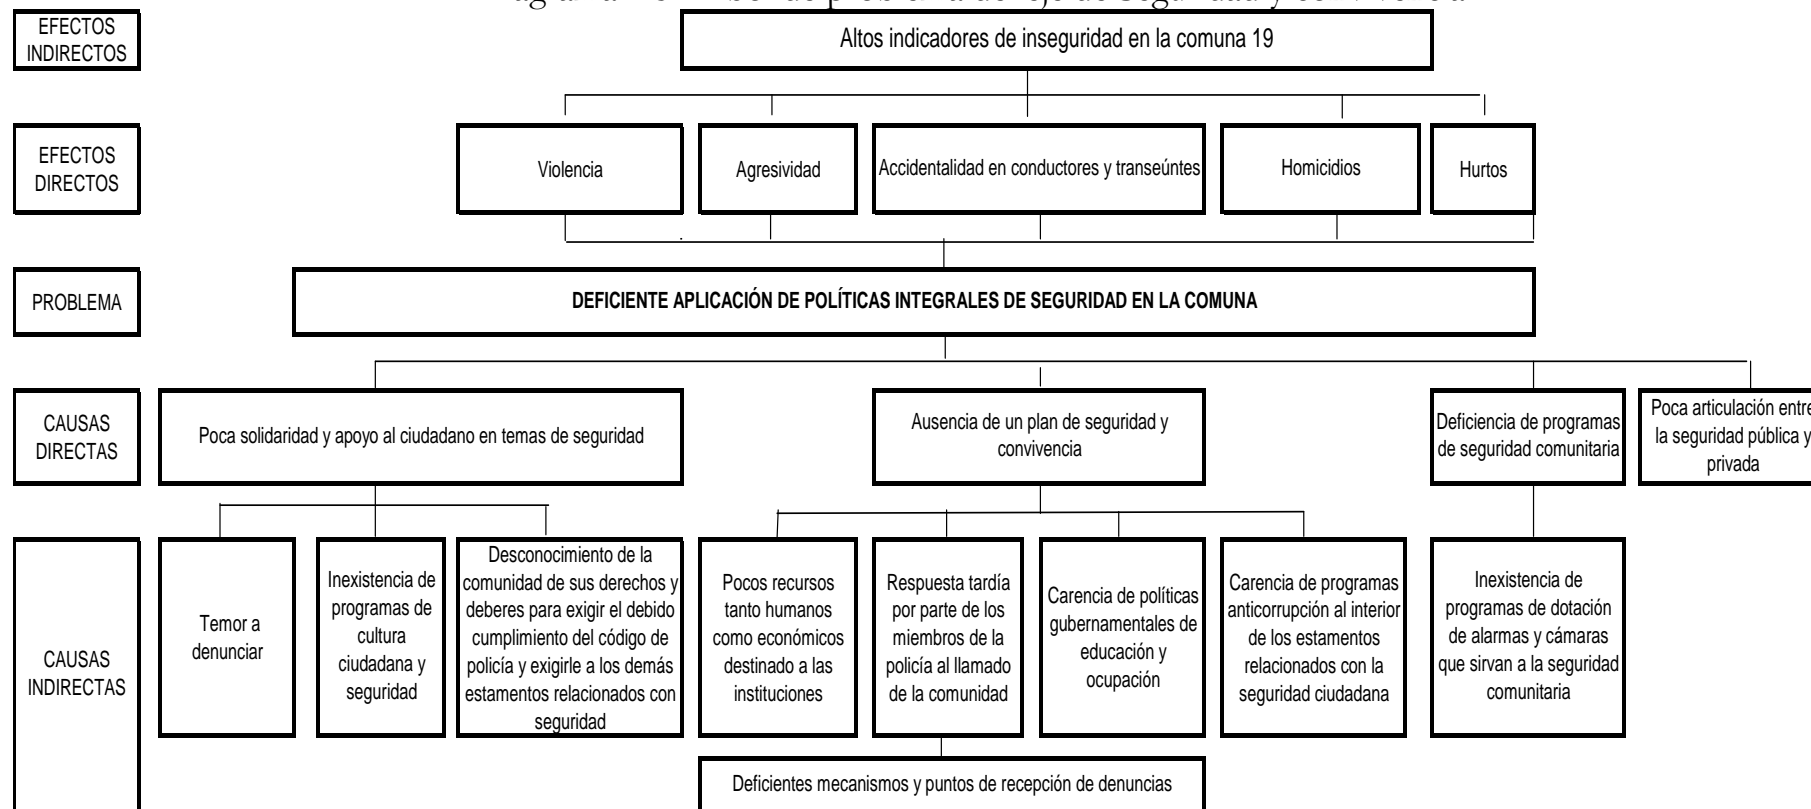 EFECTOS
INDIRECTOS
Altos indicadores de inseguridad en la comuna 19
EFECTOS
DIRECTOS
Violencia
Agresividad
Accidentalidad en conductores y transeúntes
Homicidios
Hurtos
PROBLEMA
DEFICIENTE APLICACIÓN DE POLÍTICAS INTEGRALES DE SEGURIDAD EN LA COMUNA
CAUSAS
DIRECTAS
Poca solidaridad y apoyo al ciudadano en temas de seguridad
Ausencia de un plan de seguridad y
convivencia
Deficiencia de programas
de seguridad comunitaria
Poca articulación entre
la seguridad pública y
privada
CAUSAS
INDIRECTAS
Temor a
denunciar
Inexistencia de
programas de
cultura
ciudadana y
seguridad
Desconocimiento de la
comunidad de sus derechos y
deberes para exigir el debido
cumplimiento del código de
policía y exigirle a los demás
estamentos relacionados con
seguridad
Pocos recursos
tanto humanos
como económicos
destinado a las
instituciones
Respuesta tardía
por parte de los
miembros de la
policía al llamado
de la comunidad
Carencia de políticas
gubernamentales de
educación y
ocupación
Carencia de programas
anticorrupción al interior
de los estamentos
relacionados con la
seguridad ciudadana
Inexistencia de
programas de dotación
de alarmas y cámaras
que sirvan a la seguridad
comunitaria
Deficientes mecanismos y puntos de recepción de denuncias